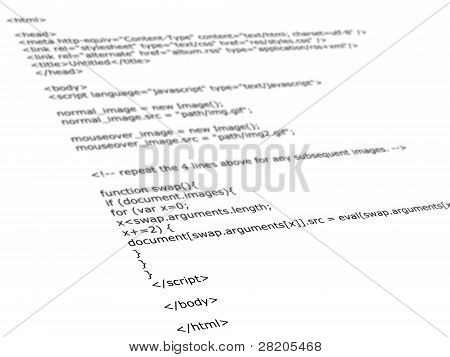 <html>
<head>
<meta http-equiv="Content-Type" content="text/html; charset=utf-8" />
<link rel="stylesheet" type="text/css" href="res/styles.css" />
<link rel="alternate" href="album.rss" type="application/rss+xml" />
<title>Untitled</title>
</head>
<body>
<script language="javascript" type="text/javascript">
normal_image = new Image();
normal_image.src = "path/img.gif";
mouseover_image = new Image();
mouseover_image.src = "path/img2.gif";
<!-- repeat the 4 lines above for any subsequent images. -->
function swap(){
if (document.images){
for (var x=0;
x<swap.arguments.length;
x+=2) {
document[swap.arguments[x]].src = eval(swap.arguments[x
}
}
}
</script>
</body>
</html>
BIGSTOCK
Image ID: 28205468
bigstock.com